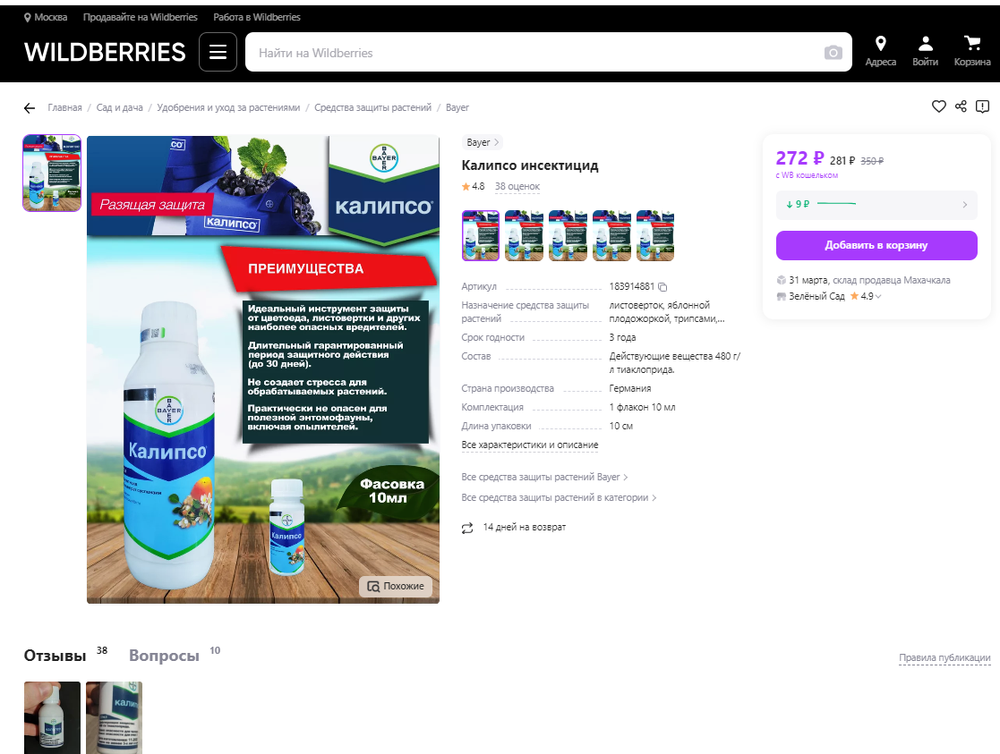 Москва Продавайте на Wildberries Работа в Wildberries
WILDBERRIES
Найти на Wildberries
Адреса Войти Корзина
Главная / Сад и дача / Удобрения и уход за растениями / Средства защиты растений / Bayer
Разящая защита
калипсо
BAYER
BAYER
калипсо
ПРЕИМУЩЕСТВА
Идеальный инструмент защиты
от цветоеда, листовертки и других
наиболее опасных вредителей.
Длительный гарантированный
период защитного действия
(до 30 дней).
Не создает стресса для
обрабатываемых растений.
Практически не опасен для
полезной энтомофауны,
включая опылителей.
BAYER
BAYER
Калипсо
Фасовка
10мл
Калипсо
Похожие
Bayer
Калипсо инсектицид
4.8 38 оценок
Артикул 183914881
Назначение средства защиты растений листоверток, яблонной
плодожоркой, трипсами,...
Срок годности 3 года
Состав Действующие вещества 480 г/
л тиаклоприда.
Страна производства Германия
Комплектация 1 флакон 10 мл
Длина упаковки 10 см
Все характеристики и описание
Все средства защиты растений Bayer
Все средства защиты растений в категории
14 дней на возврат
272 ₽ 281 ₽ 350 ₽
с WB кошельком
9 ₽
Добавить в корзину
31 марта, склад продавца Махачкала
Зелёный Сад 4.9
Отзывы 38 Вопросы 10
Правила публикации